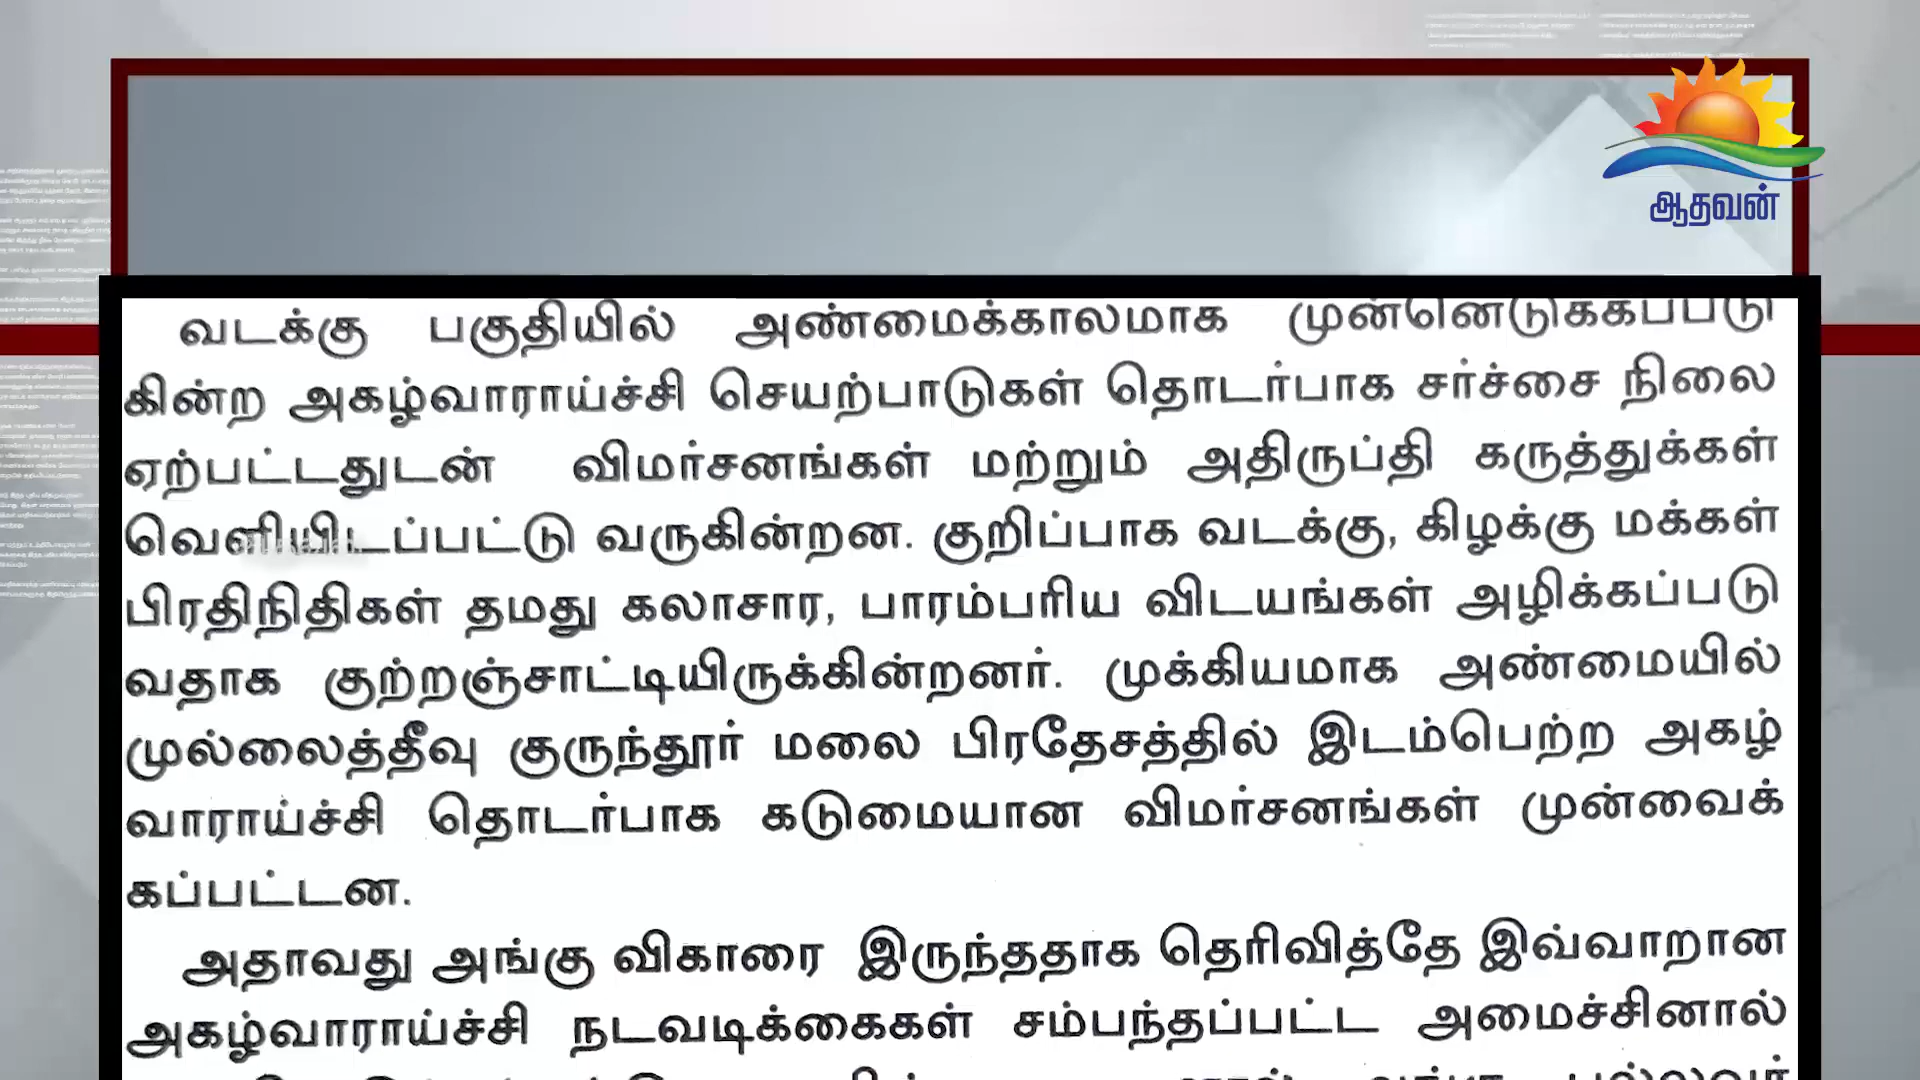 ஆதவன்
வடக்கு பகுதியில் அண்மைக்காலமாக முன்னெடுக்கப்படு
கின்ற அகழ்வாராய்ச்சி செயற்பாடுகள் தொடர்பாக சர்ச்சை நிலை
ஏற்பட்டதுடன் விமர்சனங்கள் மற்றும் அதிருப்தி கருத்துக்கள்
வெளியிடப்பட்டு வருகின்றன. குறிப்பாக வடக்கு, கிழக்கு மக்கள்
பிரதிநிதிகள் தமது கலாசார, பாரம்பரிய விடயங்கள் அழிக்கப்படு
வதாக குற்றஞ்சாட்டியிருக்கின்றனர். முக்கியமாக அண்மையில்
முல்லைத்தீவு குருந்தூர் மலை பிரதேசத்தில் இடம்பெற்ற அகழ்
வாராய்ச்சி தொடர்பாக கடுமையான விமர்சனங்கள் முன்வைக்
கப்பட்டன.
அதாவது அங்கு விகாரை இருந்ததாக தெரிவித்தே இவ்வாறான
அகழ்வாராய்ச்சி நடவடிக்கைகள் சம்பந்தப்பட்ட அமைச்சினால்